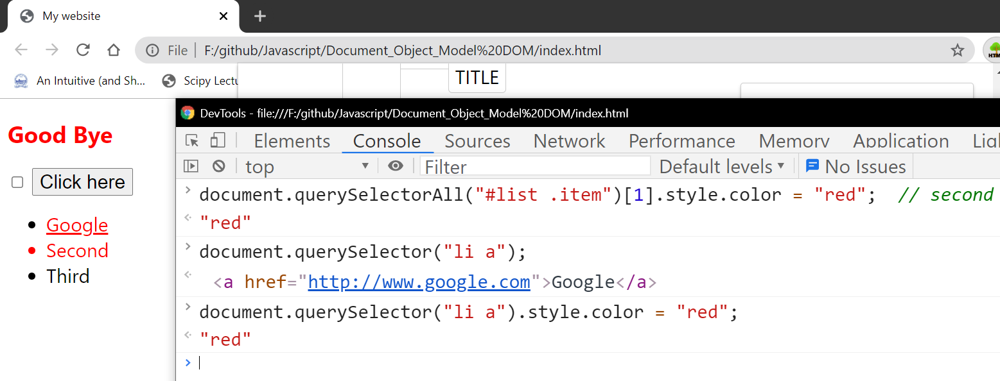 My website
File F:/github/Javascript/Document_Object_Model%20DOM/index.html
An Intuitive (and Sh... Scipy Lectu
TITLE
DevTools - file:///F:/github/Javascript/Document_Object_Model%20DOM/index.html
Elements Console Sources Network Performance Memory Application
top Filter Default levels No Issues
Good Bye
Click here
Google
Second
Third
document.querySelectorAll("#list .item")[1].style.color = "red"; // second
"red"
document.querySelector("li a");
<a href="http://www.google.com">Google</a>
document.querySelector("li a").style.color = "red";
"red"